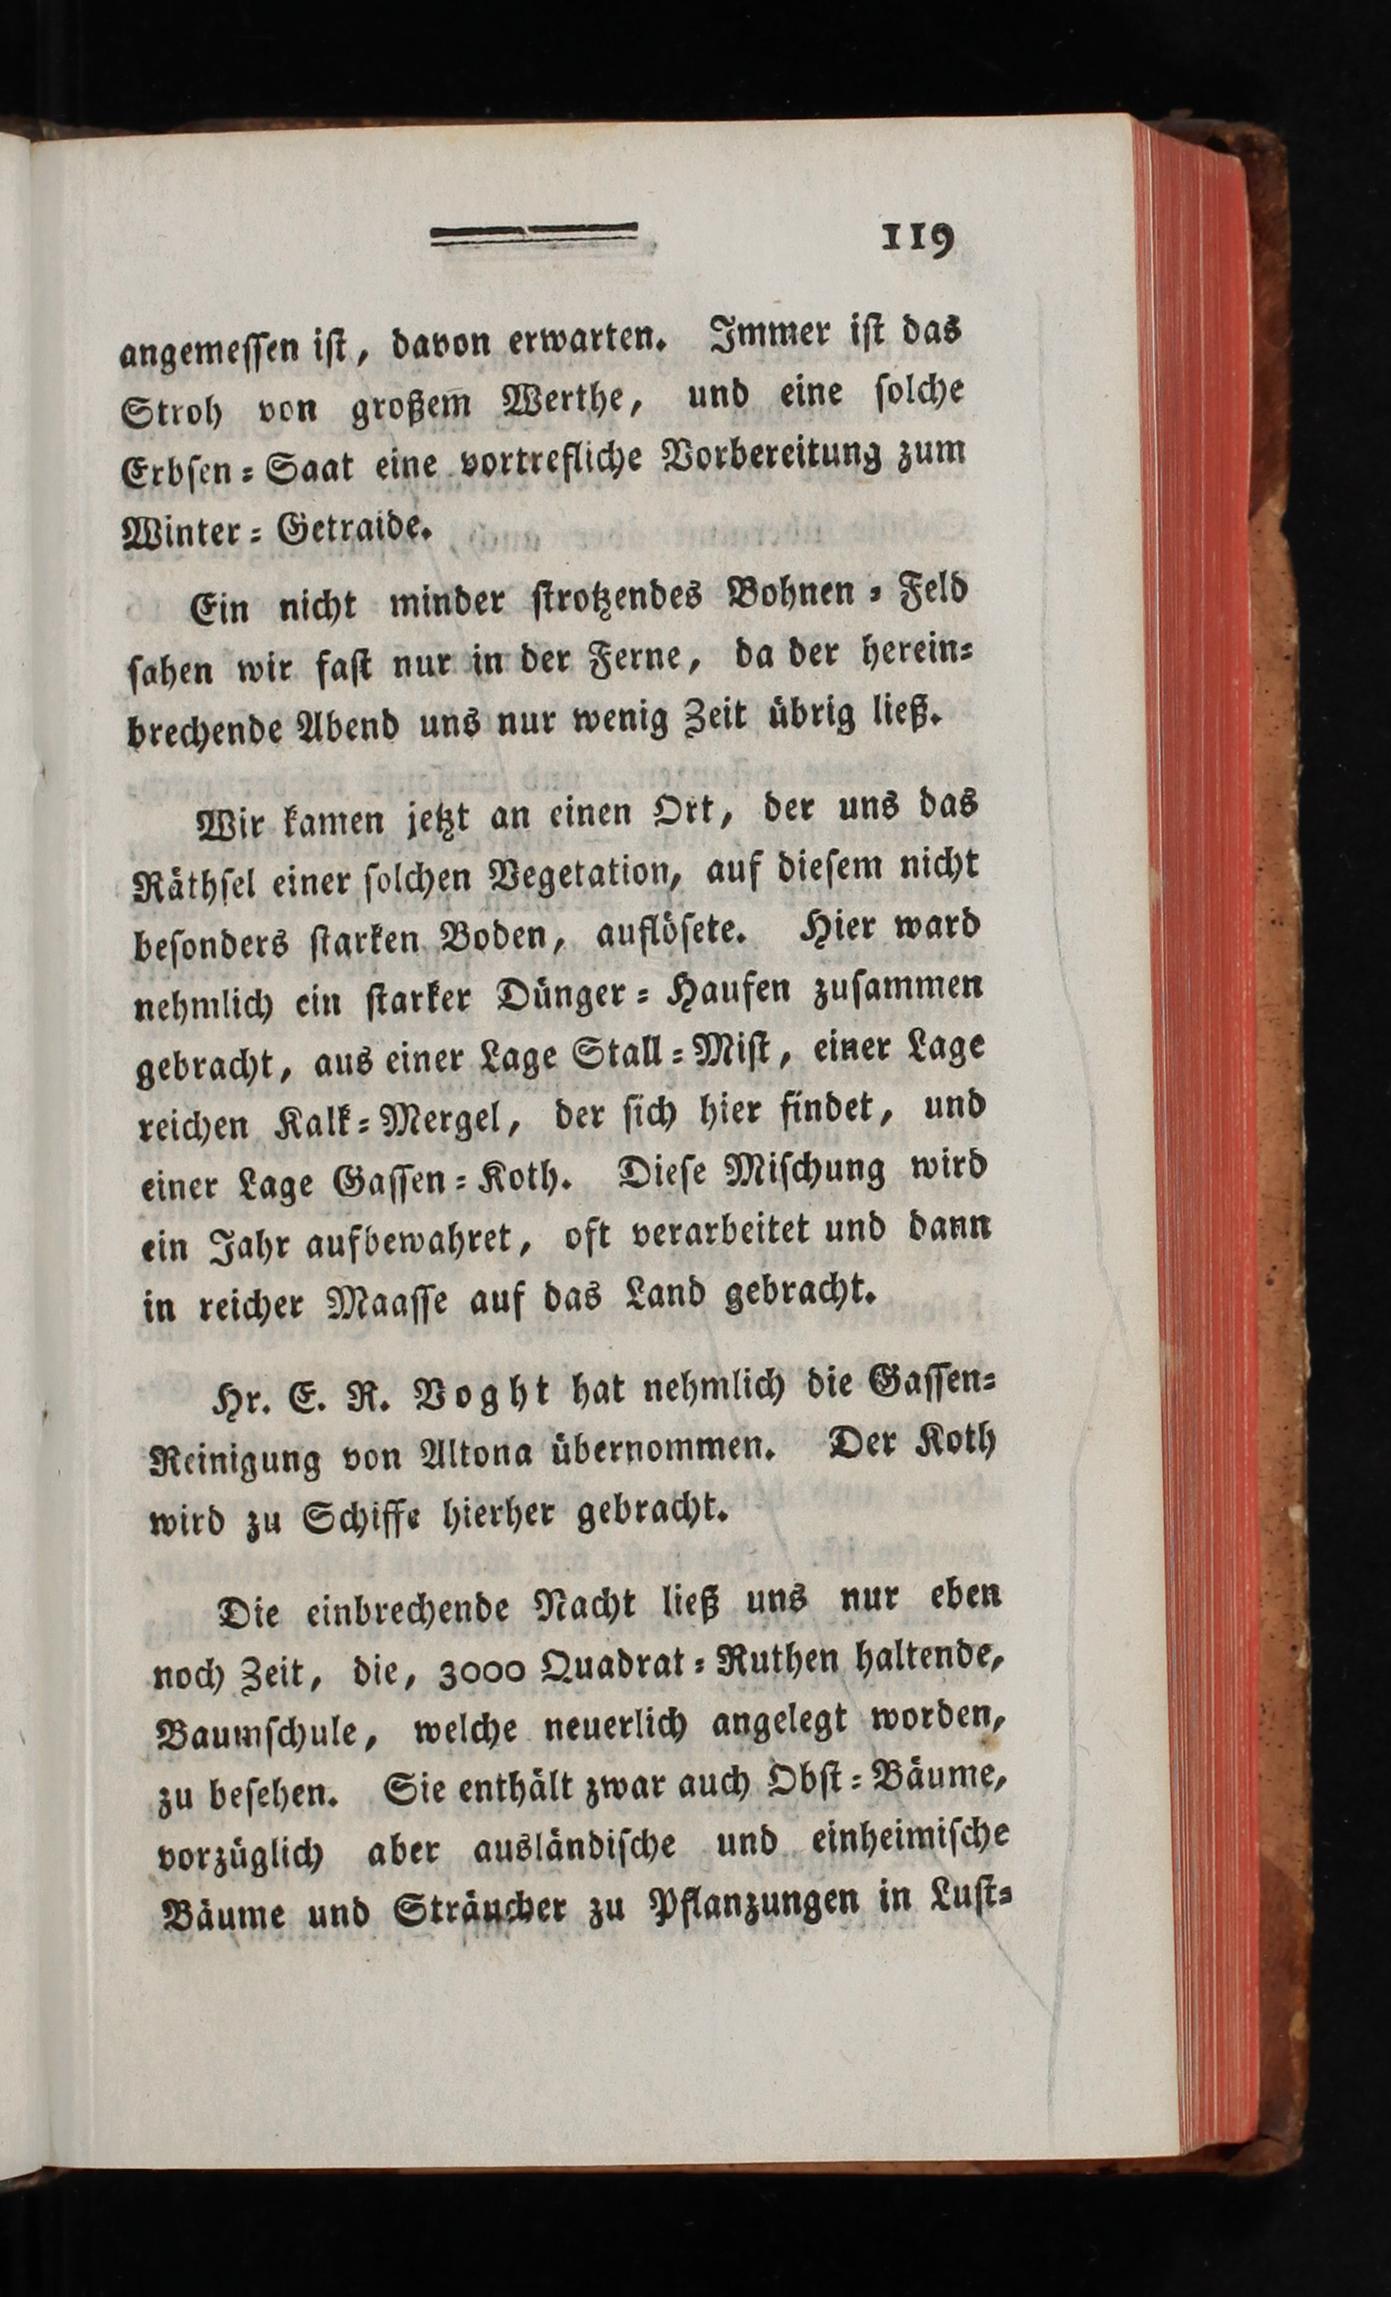 119
angemessen ist, davon erwarten. Immer ist das
Stroh von großem Werthe, und eine solche
Erbsen=Saat eine vortrefliche Vorbereitung zum
Winter=Getraide.
Ein nicht minder strotzendes Bohnen=Feld
sahen wir fast nur in der Ferne, da der herein=
brechende Abend uns nur wenig Zeit übrig ließ.
Wir kamen jetzt an einen Ort, der uns das
Räthsel einer solchen Vegetation, auf diesem nicht
besonders starken Boden, auflösete. Hier ward
nehmlich ein starker Dünger=Haufen zusammen
gebracht, aus einer Lage Stall=Mist, einer Lage
reichen Kalk=Mergel, der sich hier findet, und
einer Lage Gassen=Koth. Diese Mischung wird
ein Jahr aufbewahret, oft verarbeitet und dann
in reicher Maasse auf das Land gebracht.
Hr. E. R. Voght hat nehmlich die Gassen=
Reinigung von Altona übernommen. Der Koth
wird zu Schiffe hierher gebracht.
Die einbrechende Nacht ließ uns nur eben
noch Zeit, die, 3000 Quadrat=Ruthen haltende,
Baumschule, welche neuerlich angelegt worden,
zu besehen. Sie enthält zwar auch Obst=Bäume,
vorzüglich aber ausländische und einheimische
Bäume und Sträucher zu Pflanzungen in Lust=